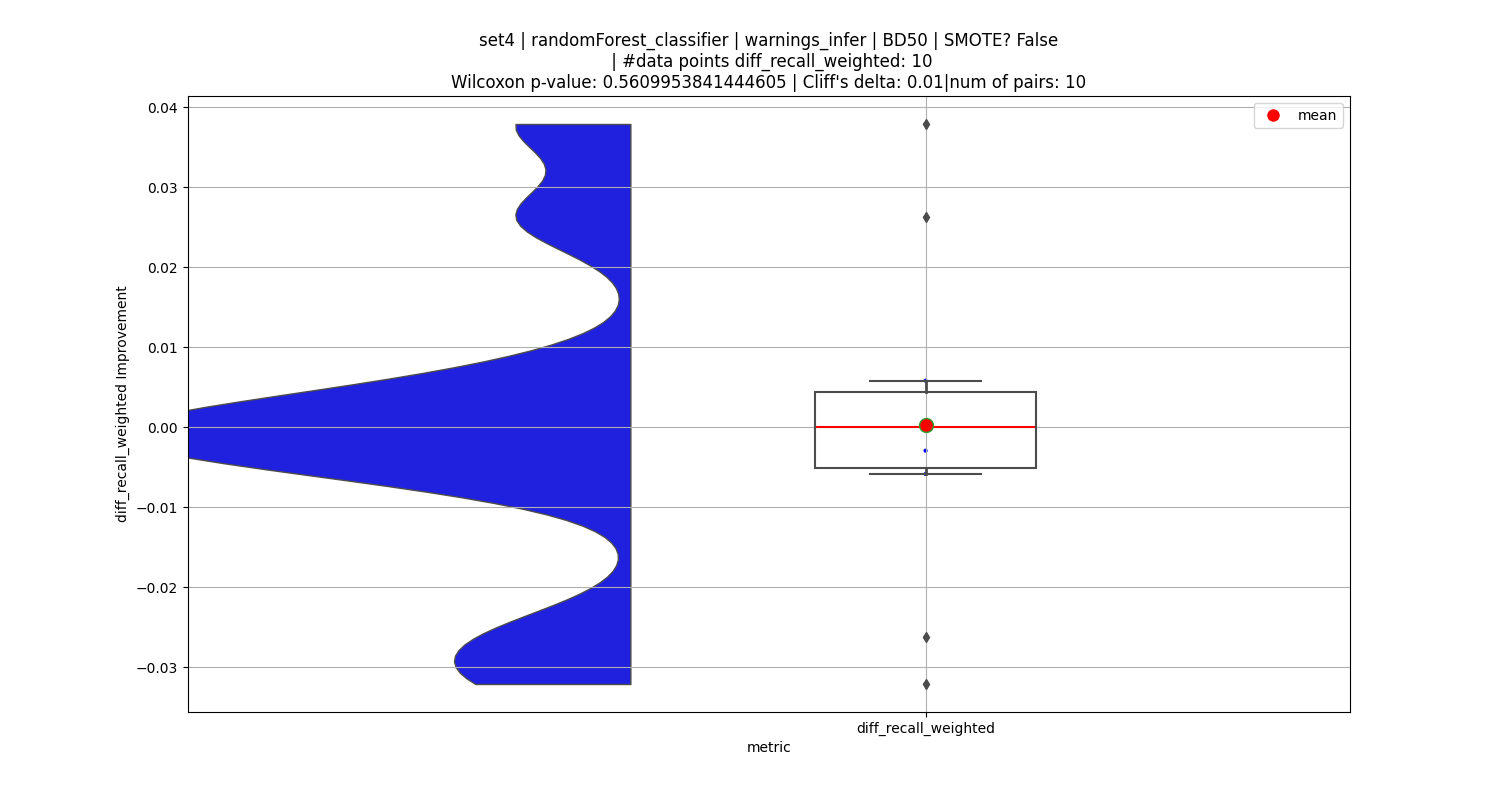 set4 | randomForest_classifier | warnings_infer | BD50 | SMOTE? False
| #data points diff_recall_weighted: 10
Wilcoxon p-value: 0.5609953841444605 | Cliff's delta: 0.01|num of pairs: 10
mean
0.04
0.03
0.02
0.01
0.00
−0.01
−0.02
−0.03
diff_recall_weighted Improvement
diff_recall_weighted
metric